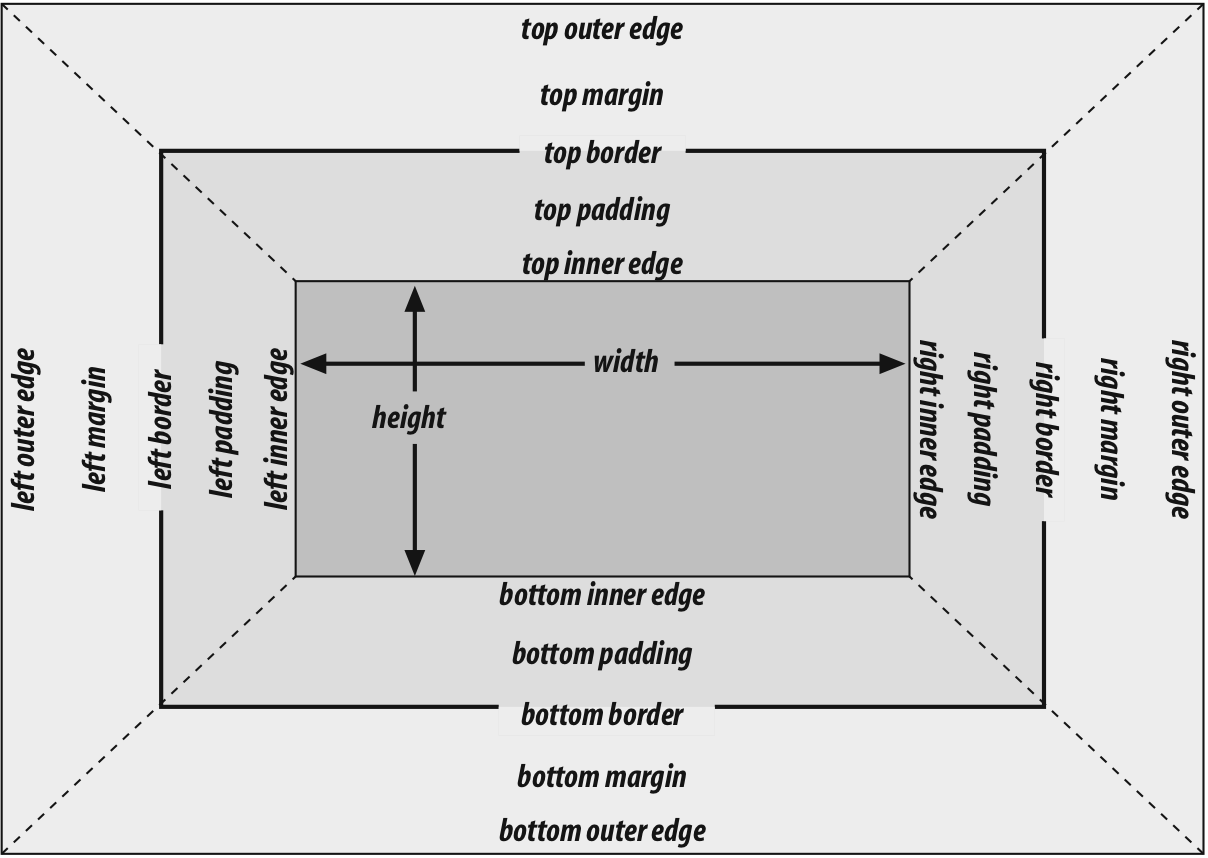 top outer edge
top margin
top border
top padding
top inner edge
left outer edge
left margin
left border
left padding
left inner edge
width
height
right inner edge
right padding
right border
right margin
right outer edge
bottom inner edge
bottom padding
bottom border
bottom margin
bottom outer edge